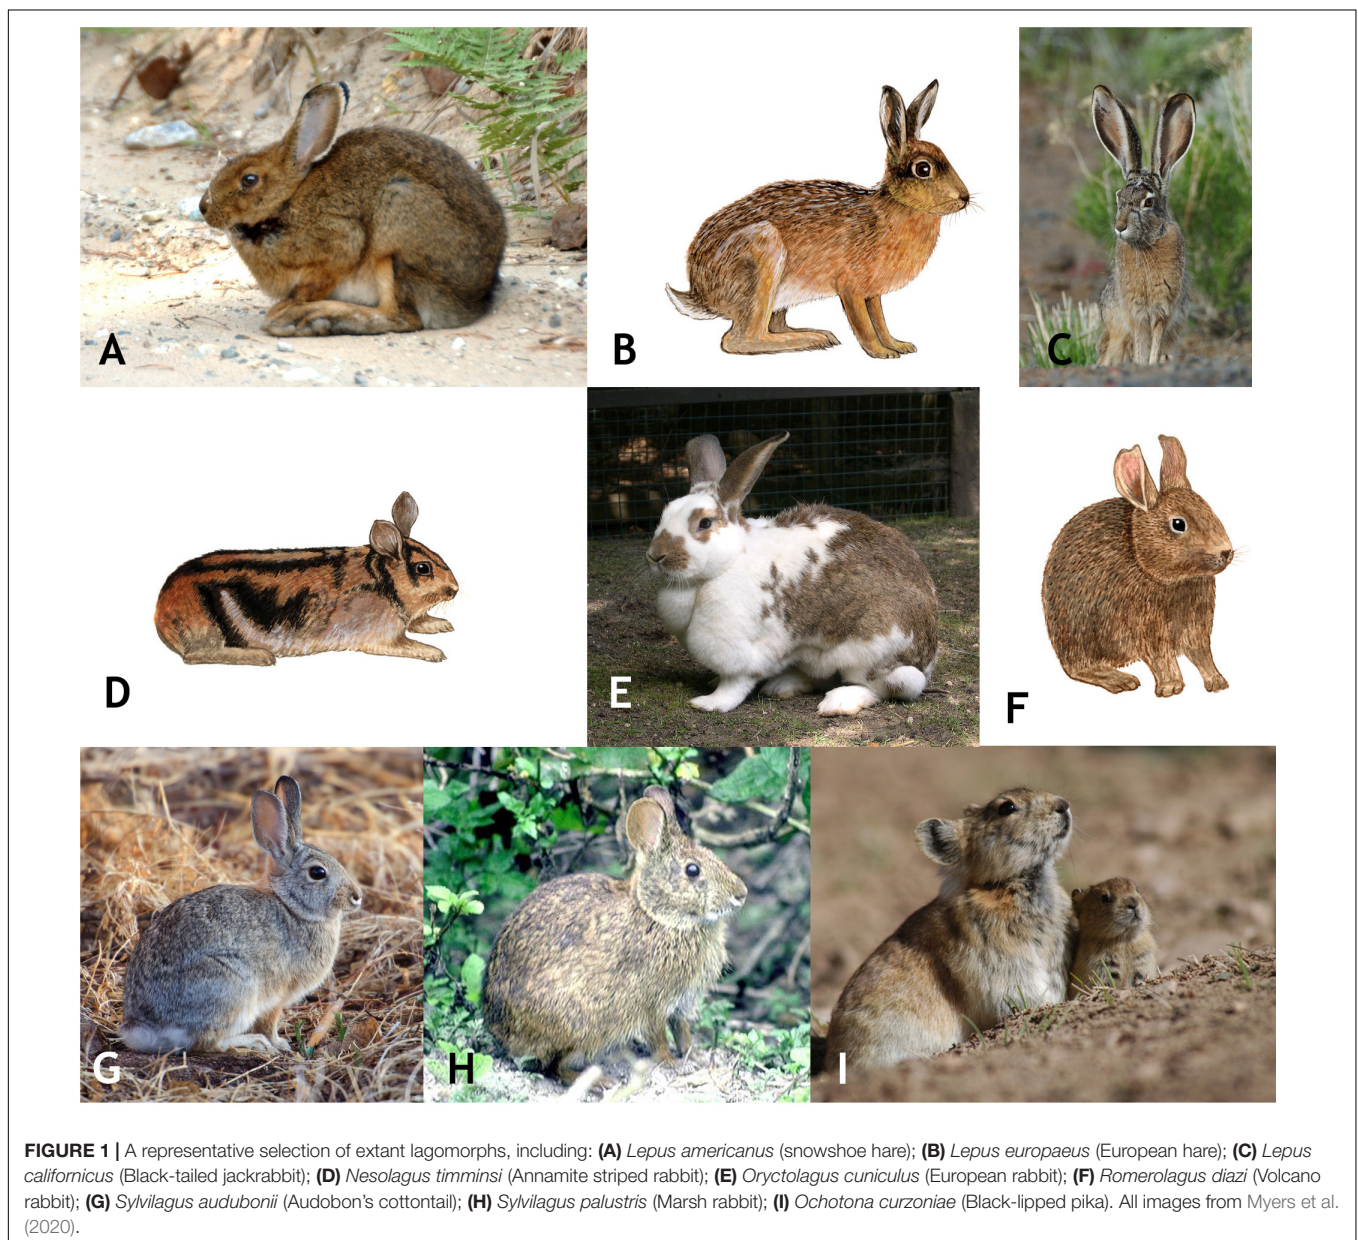 A
B
C
D
E
F
G
H
I
FIGURE 1 | A representative selection of extant lagomorphs, including: (A) Lepus americanus (snowshoe hare); (B) Lepus europaeus (European hare); (C) Lepus
californicus (Black-tailed jackrabbit); (D) Nesolagus timminsi (Annamite striped rabbit); (E) Oryctolagus cuniculus (European rabbit); (F) Romerolagus diazi (Volcano
rabbit); (G) Sylvilagus audubonii (Audobon's cottontail); (H) Sylvilagus palustris (Marsh rabbit); (I) Ochotona curzoniae (Black-lipped pika). All images from Myers et al.
(2020).